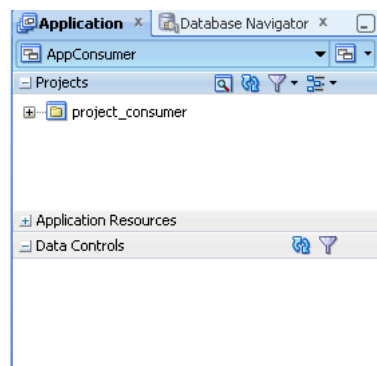 Application x Database Navigator x
AppConsumer
Projects
project_consumer
Application Resources
Data Controls